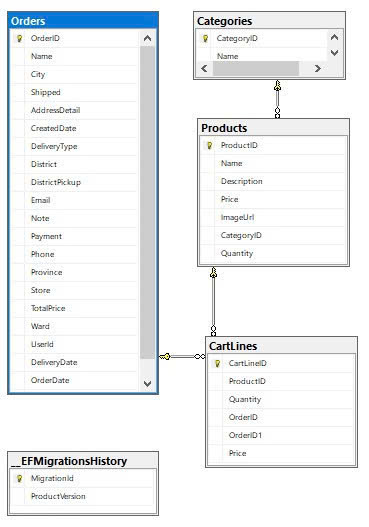 Orders
OrderID
Name
City
Shipped
AddressDetail
CreatedDate
DeliveryType
District
DistrictPickup
Email
Note
Payment
Phone
Province
Store
TotalPrice
Ward
UserId
DeliveryDate
OrderDate
Categories
CategoryID
Name
Products
ProductID
Name
Description
Price
ImageUrl
CategoryID
Quantity
CartLines
CartLineID
ProductID
Quantity
OrderID
OrderID1
Price
__EFMigrationsHistory
MigrationId
ProductVersion